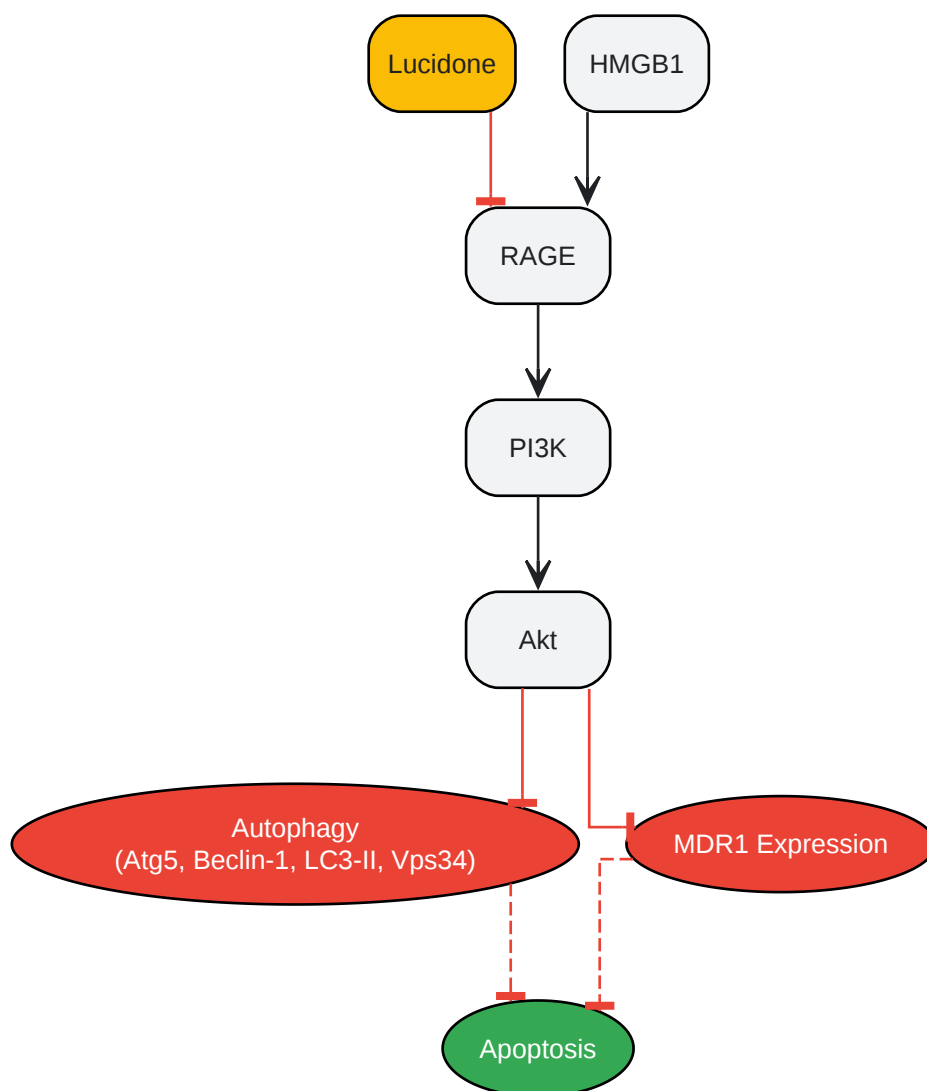 Lucidone
HMGB1
RAGE
PI3K
Akt
Autophagy
(Atg5, Beclin-1, LC3-II, Vps34)
MDR1 Expression
Apoptosis